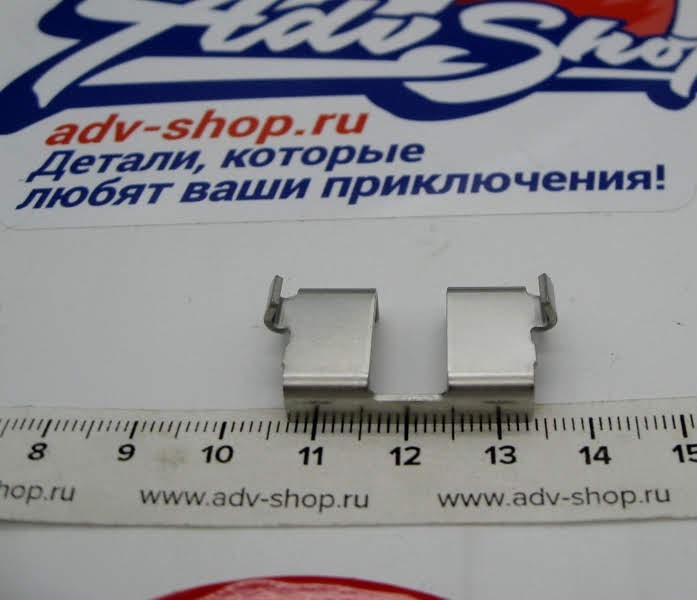 Adv Shop
adv-shop.ru
Детали, которые
любят ваши приключения!
8 9 10 11 12 13 14 15
hop.ru www.adv-shop.ru www.adv-shop.ru